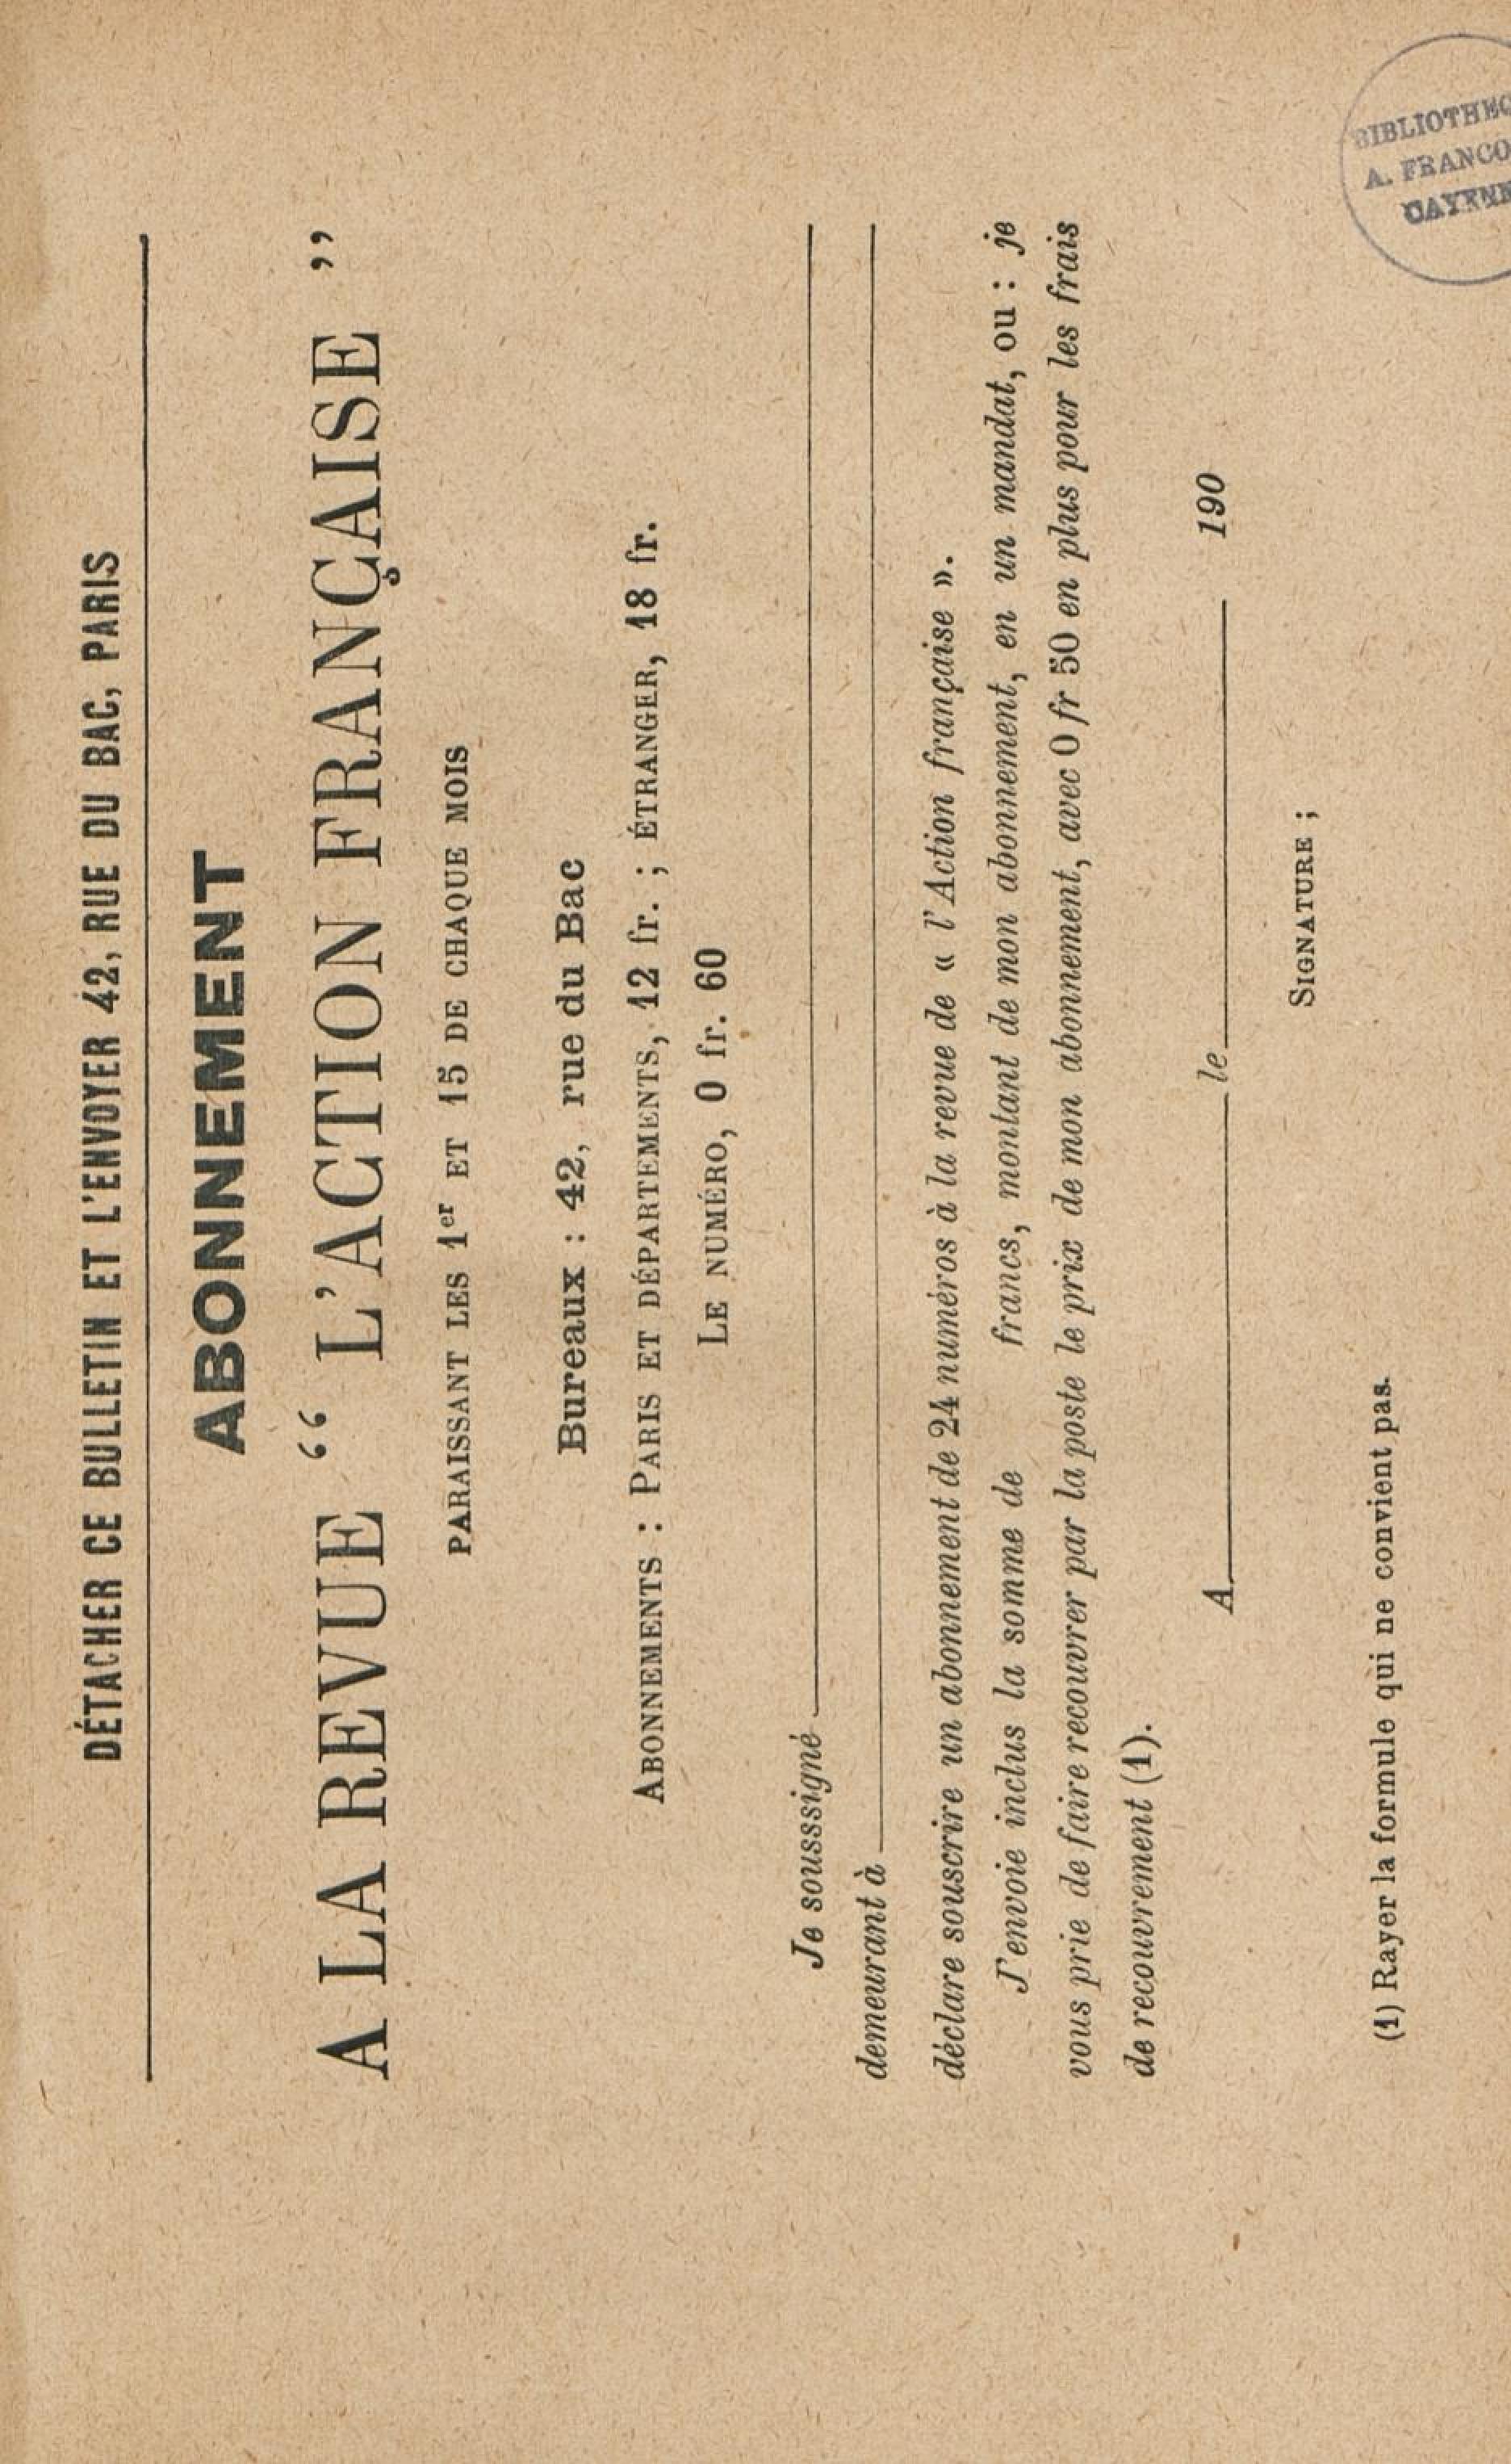 DÉTACHER CE BULLETIN ET L'ENVOYER 42, RUE DU BAC, PARIS
ABONNEMENT
A LA REVUE “ L'ACTION FRANÇAISE ”
PARAISSANT LES 1er ET 15 DE CHAQUE MOIS
Bureaux : 42, rue du Bac
ABONNEMENTS : PARIS ET DÉPARTEMENTS, 12 fr. ; ÉTRANGER, 18 fr.
LE NUMÉRO, 0 fr. 60
Je sousssigné
demeurant à
déclare souscrire un abonnement de 24 numéros à la revue de « l'Action française ».
J'envoie inclus la somme de francs, montant de mon abonnement, en un mandat, ou : je
vous prie de faire recouvrer par la poste le prix de mon abonnement, avec 0 fr 50 en plus pour les frais
de recouvrement (1).
A le 190
SIGNATURE ;
(1) Rayer la formule qui ne convient pas.
BIBLIOTHEQ
A. FRANCO
CAYENN